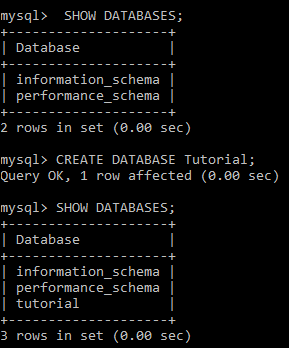 mysql>  SHOW DATABASES;
+--------------------+
| Database           |
+--------------------+
| information_schema |
| performance_schema |
+--------------------+
2 rows in set (0.00 sec)

mysql> CREATE DATABASE Tutorial;
Query OK, 1 row affected (0.00 sec)

mysql> SHOW DATABASES;
+--------------------+
| Database           |
+--------------------+
| information_schema |
| performance_schema |
| tutorial           |
+--------------------+
3 rows in set (0.00 sec)